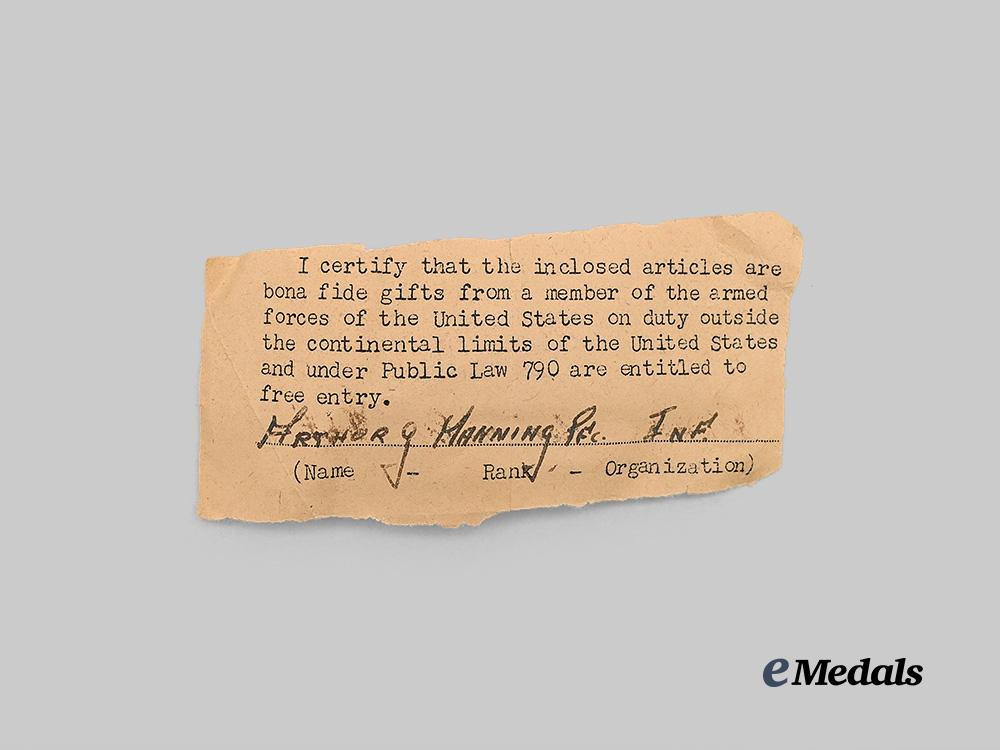 I certify that the inclosed articles are
bona fide gifts from a member of the armed
forces of the United States on duty outside
the continental limits of the United States
and under Public Law 790 are entitled to
free entry.
ARTHUR J MANNING Pfc. INF.
(Name - Rank - Organization)
eMedals